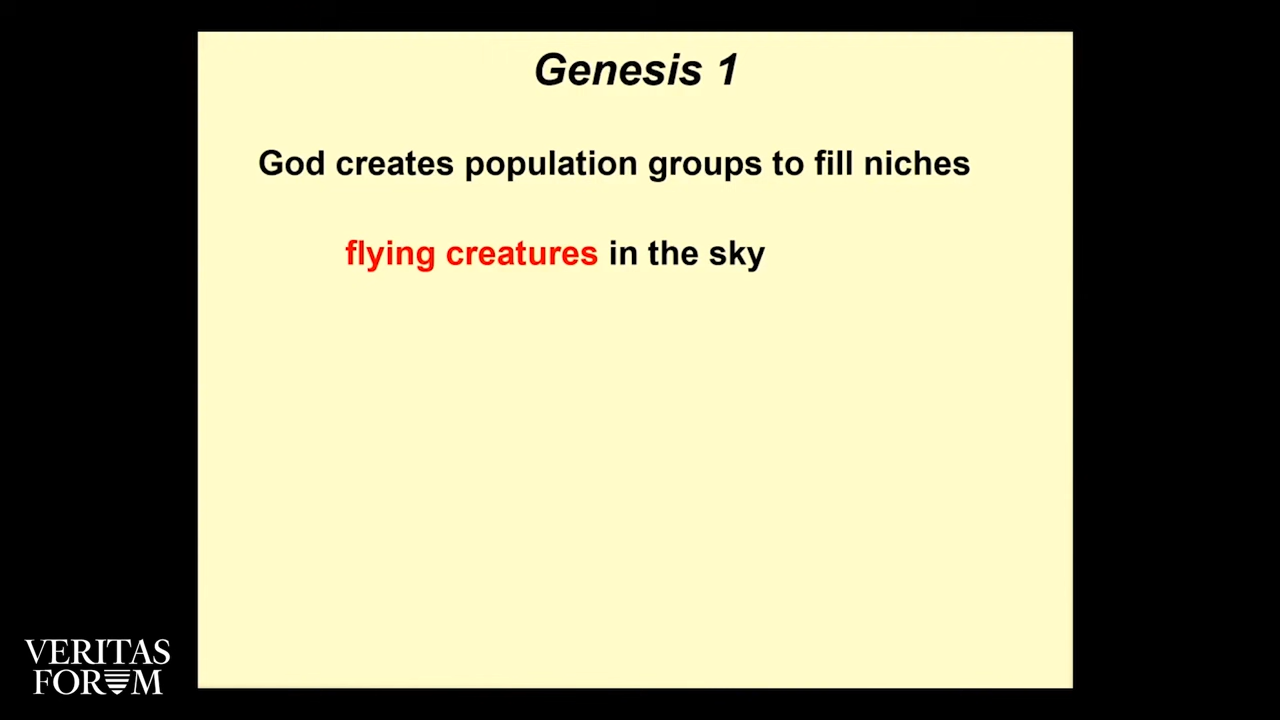 Genesis 1
God creates population groups to fill niches
flying creatures in the sky
VERITAS
FORUM